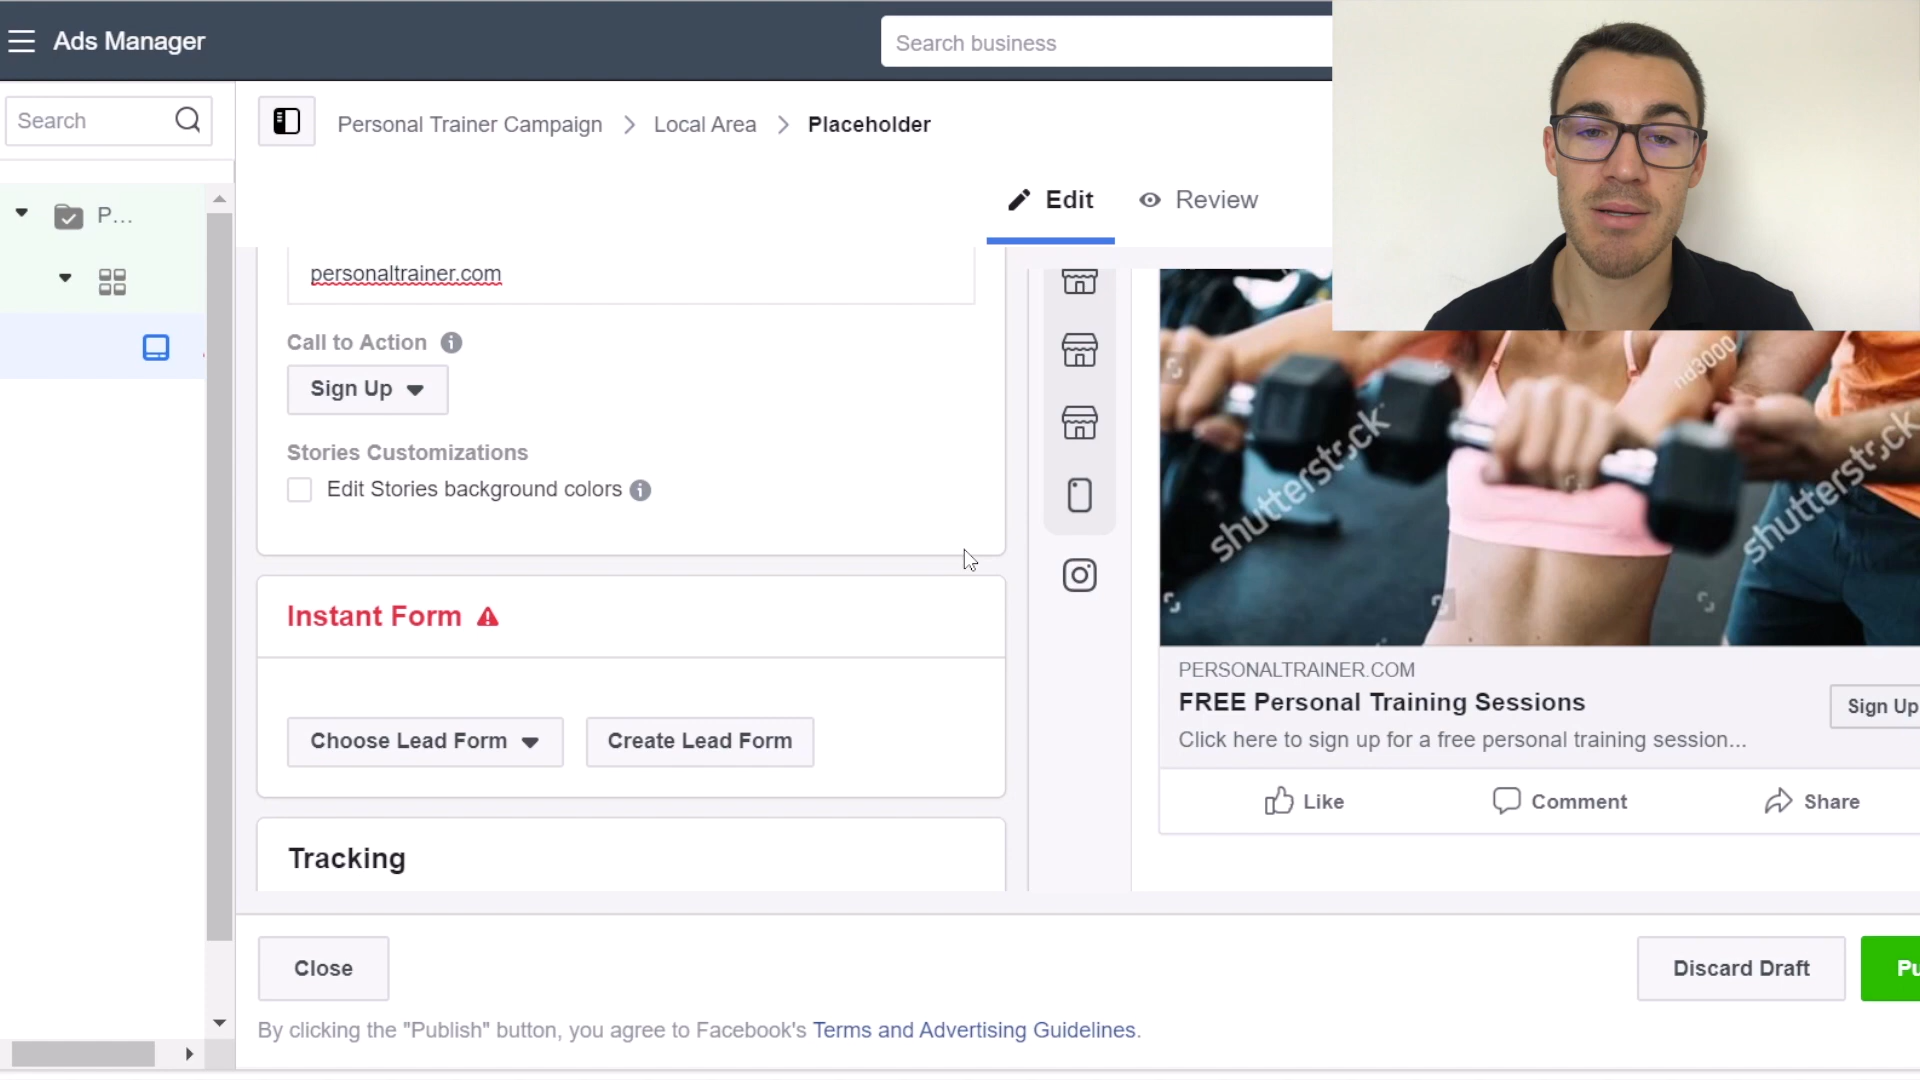 Ads Manager
Search business
Search
Personal Trainer Campaign
Local Area
Placeholder
P...
Edit
Review
personaltrainer.com
Call to Action
Sign Up
Stories Customizations
Edit Stories background colors
Instant Form
Choose Lead Form
Create Lead Form
Tracking
nd3000
shutterstock
shutterstock
PERSONALTRAINER.COM
FREE Personal Training Sessions
Click here to sign up for a free personal training session...
Sign Up
Like
Comment
Share
Close
Discard Draft
Pu
By clicking the "Publish" button, you agree to Facebook's Terms and Advertising Guidelines.